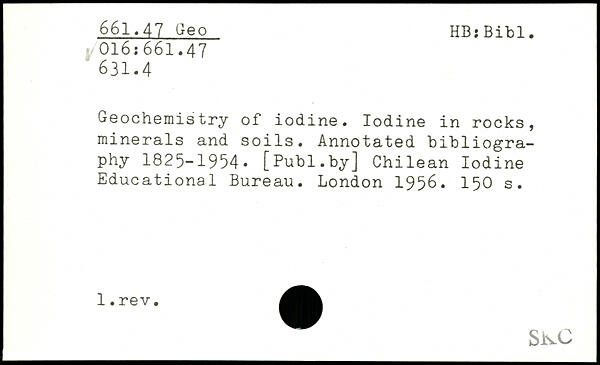 661.47 Geo
HB:Bibl.
016:661.47
631.4
Geochemistry of iodine. Iodine in rocks,
minerals and soils. Annotated bibliogra-
phy 1825-1954. [Publ.by] Chilean Iodine
Educational Bureau. London 1956. 150 s.
1.rev.
SKC